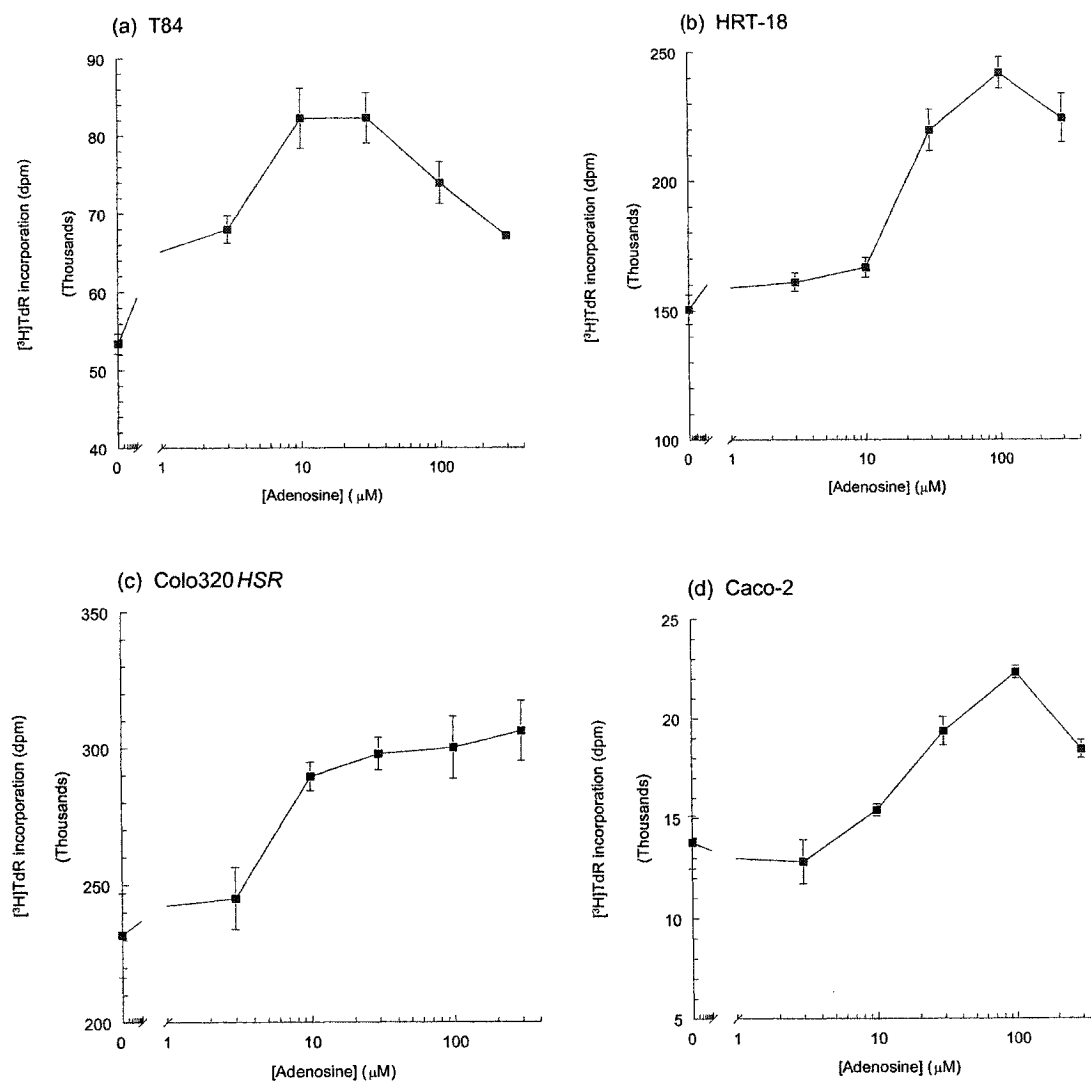 (a) T84
[³H]TdR incorporation (dpm)
(Thousands)
90
80
70
60
50
40
0 1 10 100
[Adenosine] ( μM)
(b) HRT-18
[³H]TdR incorporation (dpm)
(Thousands)
250
200
150
100
0 1 10 100
[Adenosine] (μM)
(c) Colo320 HSR
[³H]TdR incorporation (dpm)
(Thousands)
350
300
250
200
0 1 10 100
[Adenosine] (μM)
(d) Caco-2
[³H]TdR incorporation (dpm)
(Thousands)
25
20
15
10
5
0 1 10 100
[Adenosine] (μM)